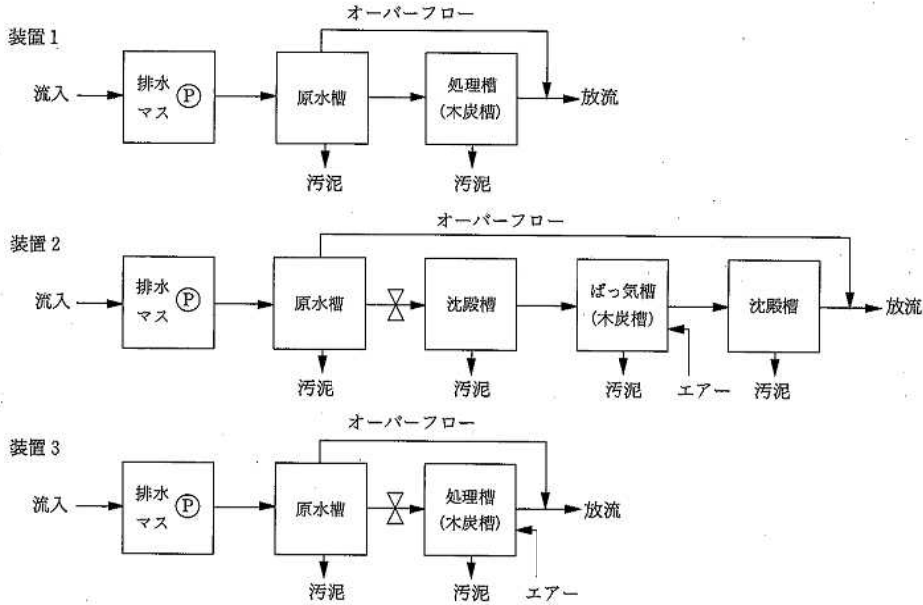 オーバーフロー
装置1
流入
排水
マス
P
原水槽
処理槽
(木炭槽)
放流
汚泥
汚泥
オーバーフロー
装置2
流入
排水
マス
P
原水槽
沈殿槽
ばっ気槽
(木炭槽)
沈殿槽
放流
汚泥
汚泥
汚泥
エアー
汚泥
オーバーフロー
装置3
流入
排水
マス
P
原水槽
処理槽
(木炭槽)
放流
汚泥
汚泥
エアー